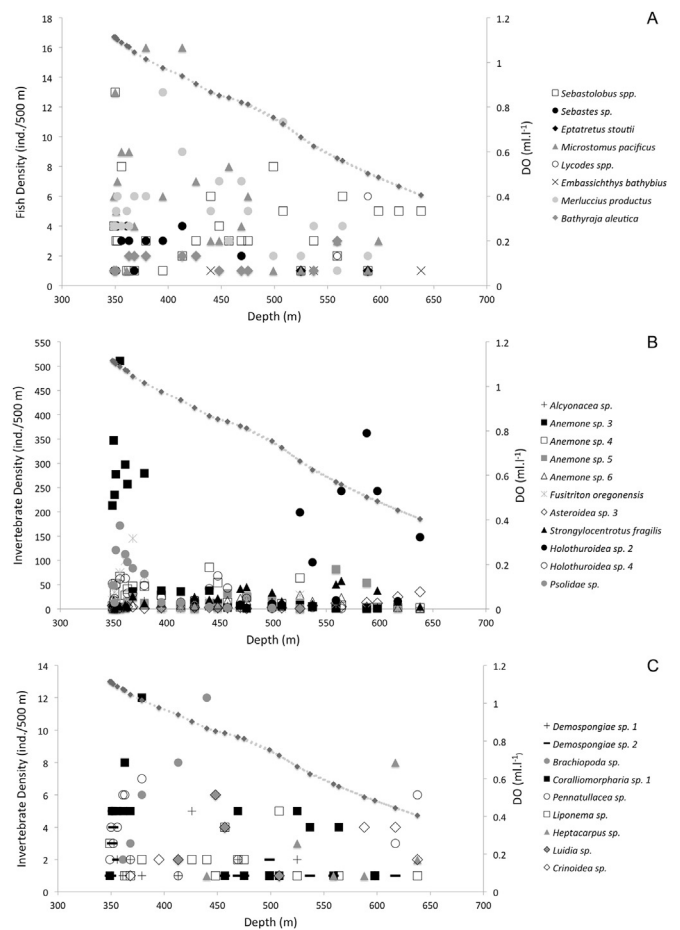 A
18
16
14
12
10
8
6
4
2
0
1.2
1
0.8
0.6
0.4
0.2
0
300 350 400 450 500 550 600 650 700
Fish Density (ind./500 m)
Depth (m)
DO (ml.l-1)
Sebastolobus spp.
Sebastes sp.
Eptatretus stoutii
Microstomus pacificus
Lycodes spp.
Embassichthys bathybius
Merluccius productus
Bathyraja aleutica
B
550
500
450
400
350
300
250
200
150
100
50
0
1.2
1
0.8
0.6
0.4
0.2
0
300 350 400 450 500 550 600 650 700
Invertebrate Density (ind./500 m)
Depth (m)
DO (ml.l-1)
Alcyonacea sp.
Anemone sp. 3
Anemone sp. 4
Anemone sp. 5
Anemone sp. 6
Fusitriton oregonensis
Asteroidea sp. 3
Strongylocentrotus fragilis
Holothuroidea sp. 2
Holothuroidea sp. 4
Psolidae sp.
C
14
12
10
8
6
4
2
0
1.2
1
0.8
0.6
0.4
0.2
0
300 350 400 450 500 550 600 650 700
Invertebrate Density (ind./500 m)
Depth (m)
DO (ml.l-1)
Demospongiae sp. 1
Demospongiae sp. 2
Brachiopoda sp.
Coralliomorpharia sp. 1
Pennatullacea sp.
Liponema sp.
Heptacarpus sp.
Luidia sp.
Crinoidea sp.